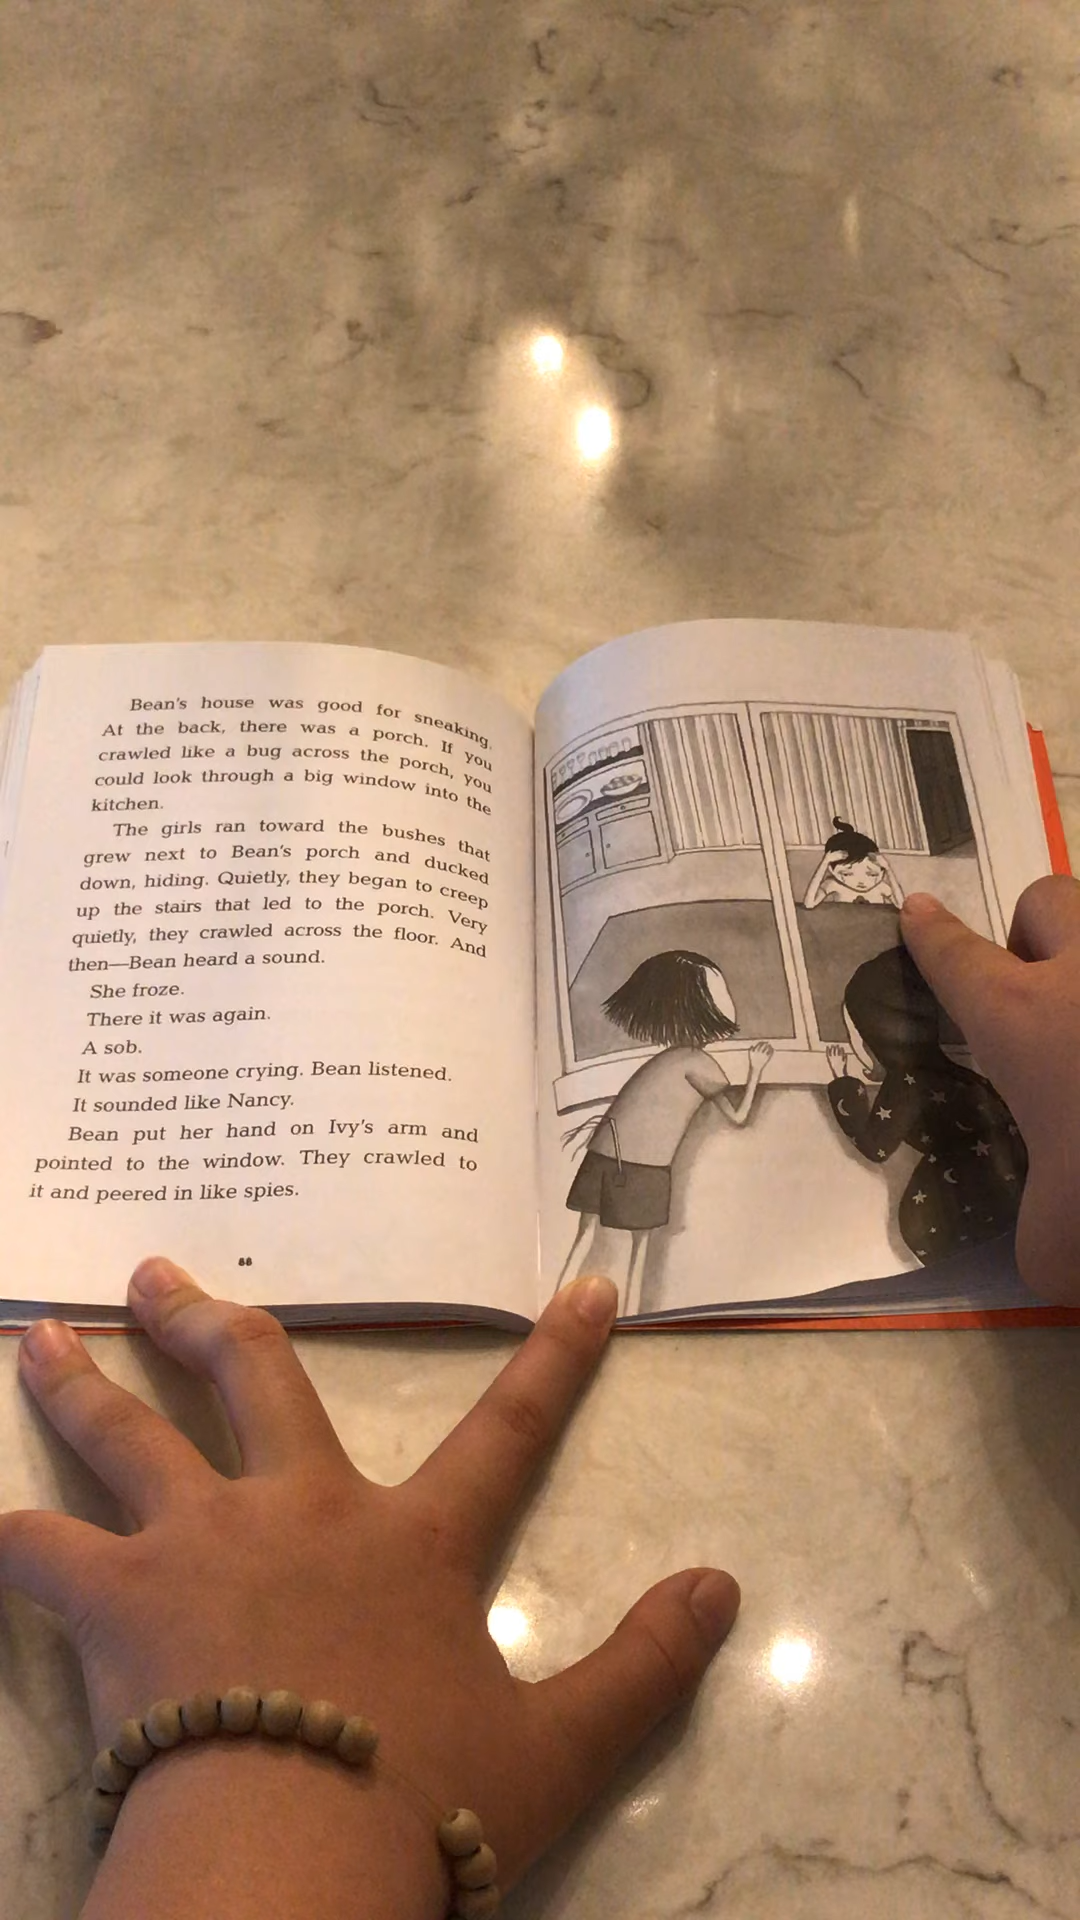 Bean's house was good for sneaking.
At the back, there was a porch. If you
crawled like a bug across the porch, you
could look through a big window into the
kitchen.
The girls ran toward the bushes that
grew next to Bean's porch and ducked
down, hiding. Quietly, they began to creep
up the stairs that led to the porch. Very
quietly, they crawled across the floor. And
then—Bean heard a sound.
She froze.
There it was again.
A sob.
It was someone crying. Bean listened.
It sounded like Nancy.
Bean put her hand on Ivy's arm and
pointed to the window. They crawled to
it and peered in like spies.
88